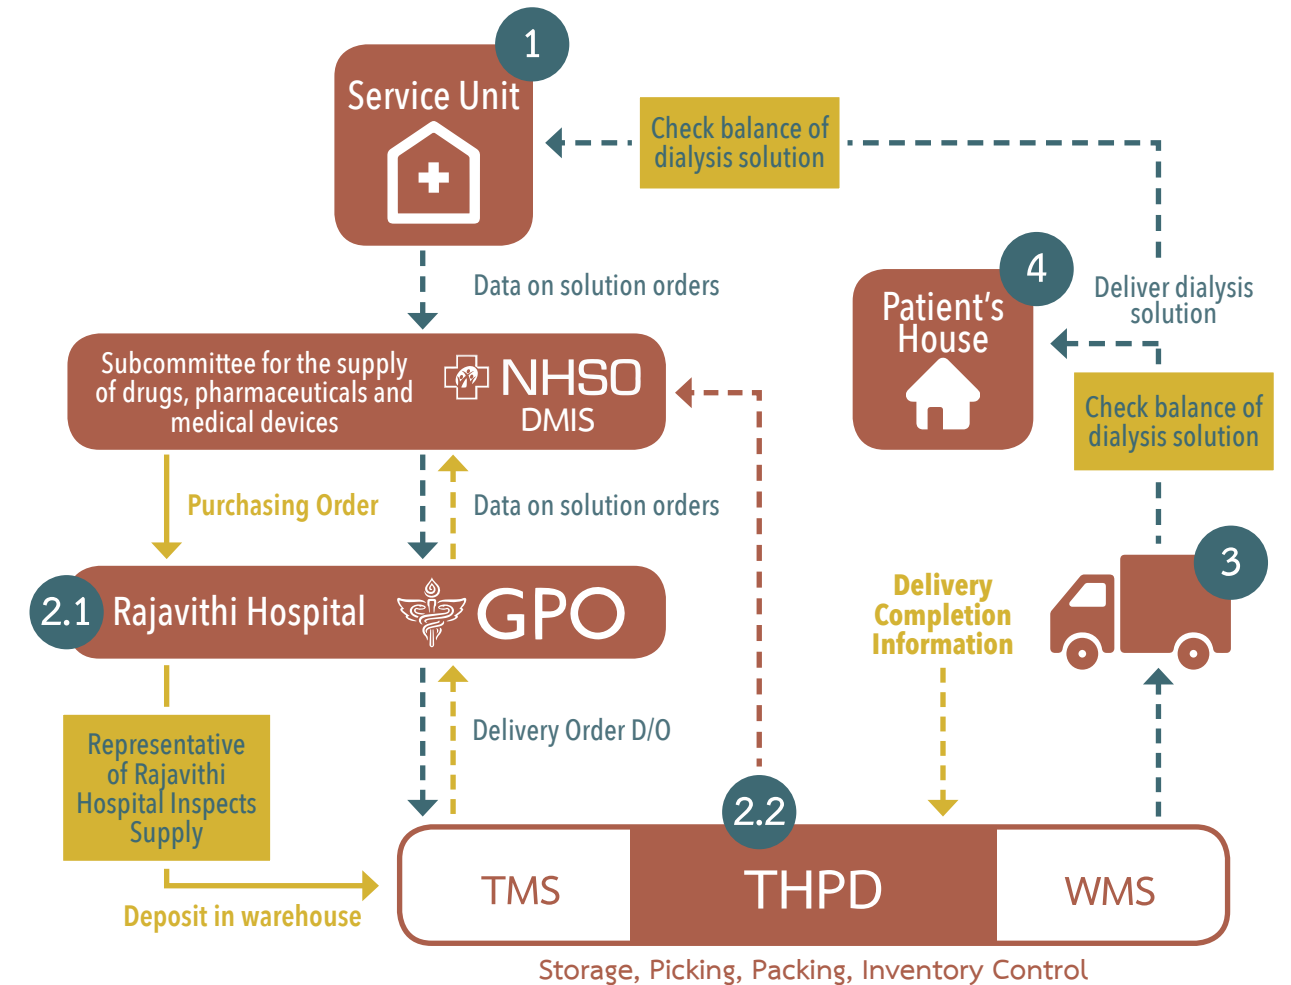 1
Service Unit
Check balance of
dialysis solution
Data on solution orders
4
Patient's
House
Deliver dialysis
solution
Subcommittee for the supply
of drugs, pharmaceuticals and
medical devices
NHSO
DMIS
Check balance of
dialysis solution
Purchasing Order
Data on solution orders
3
2.1
Rajavithi Hospital
GPO
Delivery
Completion
Information
Representative
of Rajavithi
Hospital Inspects
Supply
Delivery Order D/O
2.2
Deposit in warehouse
TMS
THPD
WMS
Storage, Picking, Packing, Inventory Control